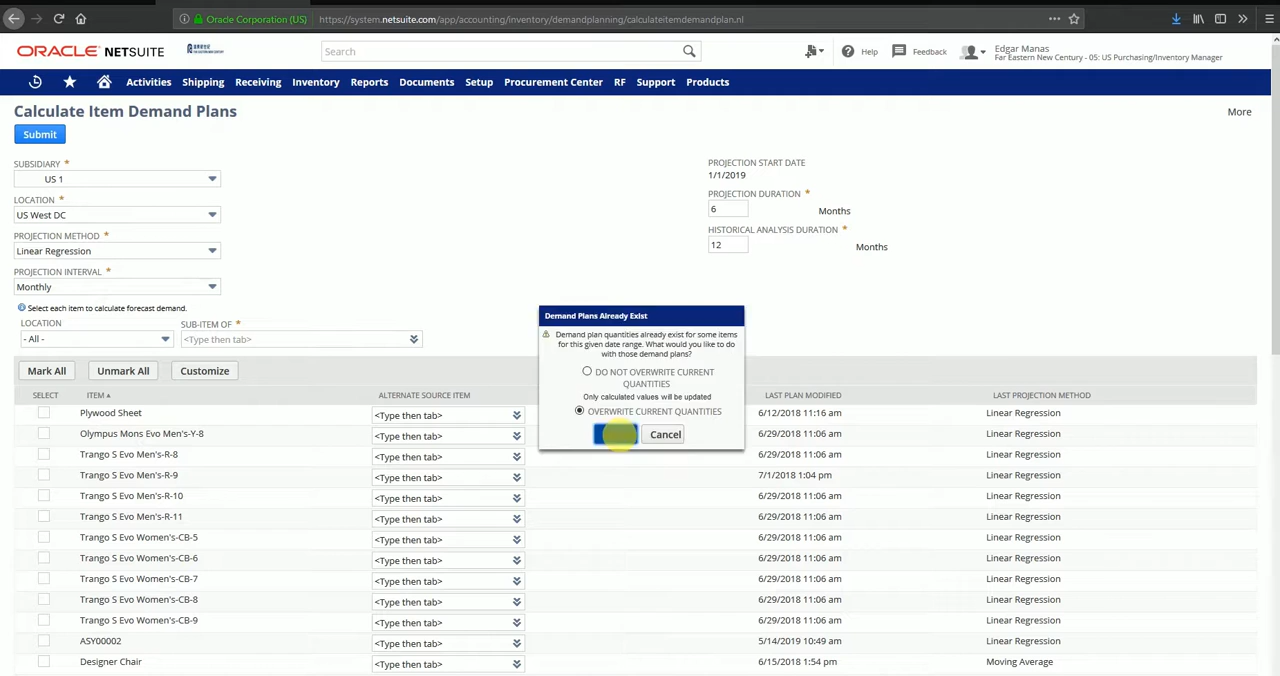 Oracle Corporation (US)
https://system.netsuite.com/app/accounting/inventory/demandplanning/calculateitemdemandplan.nl
ORACLE NETSUITE
Search
Help
Feedback
Edgar Manas
Far Eastern New Century - 05: US Purchasing/Inventory Manager
Activities Shipping Receiving Inventory Reports Documents Setup Procurement Center RF Support Products
Calculate Item Demand Plans
More
Submit
SUBSIDIARY *
US 1
LOCATION *
US West DC
PROJECTION METHOD *
Linear Regression
PROJECTION INTERVAL *
Monthly
PROJECTION START DATE
1/1/2019
PROJECTION DURATION *
6 Months
HISTORICAL ANALYSIS DURATION *
12 Months
Select each item to calculate forecast demand.
LOCATION SUB-ITEM OF *
- All - <Type then tab>
Demand Plans Already Exist
Demand plan quantities already exist for some items
for this given date range. What would you like to do
with those demand plans?
DO NOT OVERWRITE CURRENT
QUANTITIES
Only calculated values will be updated
OVERWRITE CURRENT QUANTITIES
Cancel
Mark All Unmark All Customize
SELECT ITEM ALTERNATE SOURCE ITEM LAST PLAN MODIFIED LAST PROJECTION METHOD
Plywood Sheet <Type then tab> 6/12/2018 11:16 am Linear Regression
Olympus Mons Evo Men's-Y-8 <Type then tab> 6/29/2018 11:06 am Linear Regression
Trango S Evo Men's-R-8 <Type then tab> 6/29/2018 11:06 am Linear Regression
Trango S Evo Men's-R-9 <Type then tab> 7/1/2018 1:04 pm Linear Regression
Trango S Evo Men's-R-10 <Type then tab> 6/29/2018 11:06 am Linear Regression
Trango S Evo Men's-R-11 <Type then tab> 6/29/2018 11:06 am Linear Regression
Trango S Evo Women's-CB-5 <Type then tab> 6/29/2018 11:06 am Linear Regression
Trango S Evo Women's-CB-6 <Type then tab> 6/29/2018 11:06 am Linear Regression
Trango S Evo Women's-CB-7 <Type then tab> 6/29/2018 11:06 am Linear Regression
Trango S Evo Women's-CB-8 <Type then tab> 6/29/2018 11:06 am Linear Regression
Trango S Evo Women's-CB-9 <Type then tab> 6/29/2018 11:06 am Linear Regression
ASY00002 <Type then tab> 5/14/2019 10:49 am Linear Regression
Designer Chair <Type then tab> 6/15/2018 1:54 pm Moving Average